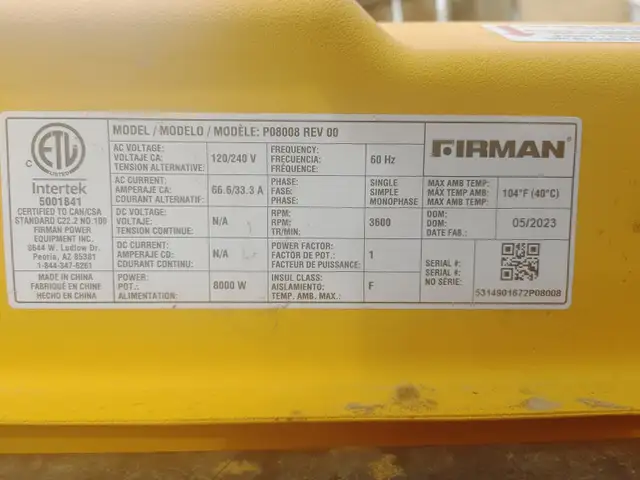 MODEL / MODELO / MODÈLE: P08008 REV 00
C
ETL
Intertek
5001841
CERTIFIED TO CAN/CSA
STANDARD C22.2 NO.100
FIRMAN POWER
EQUIPMENT INC.
8644 W. Ludlow Dr.
Peoria, AZ 85381
1-844-347-6261
MADE IN CHINA
FABRIQUÉ EN CHINE
HECHO EN CHINA
AC VOLTAGE:
VOLTAJE CA:
TENSION ALTERNATIVE:
120/240 V
AC CURRENT:
AMPERAJE CA:
COURANT ALTERNATIF:
66.6/33.3 A
DC VOLTAGE:
VOLTAJE:
TENSION CONTINUE:
N/A
DC CURRENT:
AMPERAJE CD:
COURANT CONTINU:
N/A
POWER:
POT.:
ALIMENTATION:
8000 W
FREQUENCY:
FRECUENCIA:
FRÉQUENCE:
60 Hz
PHASE:
FASE:
PHASE:
SINGLE
SIMPLE
MONOPHASE
RPM:
RPM:
TR/MIN:
3600
POWER FACTOR:
FACTOR DE POT.:
FACTEUR DE PUISSANCE:
1
INSUL CLASS:
AISLAMIENTO:
TEMP. AMB. MAX.:
F
FIRMAN
MAX AMB TEMP:
MÁX TEMP AMB:
MAX AMB TEMP:
104°F (40°C)
DOM:
DOM:
DATE FAB.:
05/2023
SERIAL #:
SERIAL #:
NO SÉRIE:
5314901672P08008